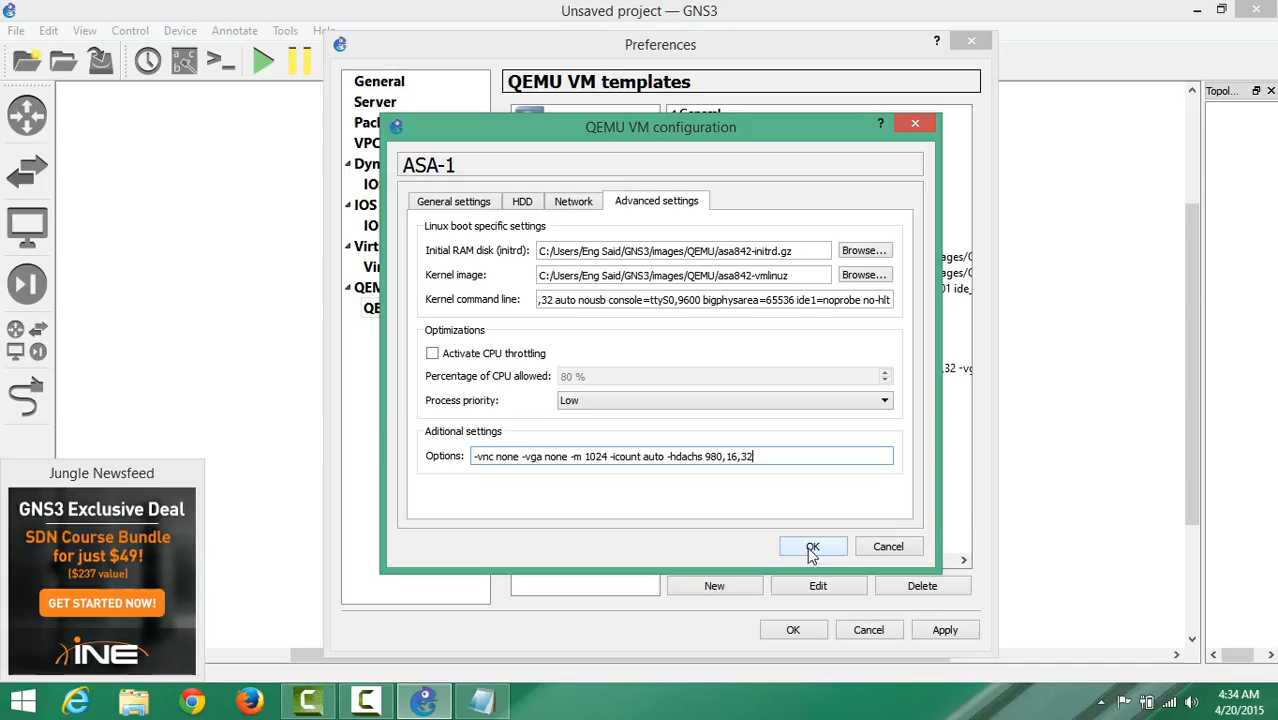 Unsaved project — GNS3
File Edit View Control Device Annotate Tools Help
Preferences
?
General
Server
VPC
IOS
QEMU VM templates
General
QEMU VM configuration
?
ASA-1
General settings HDD Network Advanced settings
Linux boot specific settings
Initial RAM disk (initrd): C:/Users/Eng Said/GNS3/images/QEMU/asa842-initrd.gz Browse...
Kernel image: C:/Users/Eng Said/GNS3/images/QEMU/asa842-vmlinuz Browse...
Kernel command line: ,32 auto nousb console=ttyS0,9600 bigphysarea=65536 ide1=noprobe no-hlt
Optimizations
Activate CPU throttling
Percentage of CPU allowed: 80 %
Process priority: Low
Aditional settings
Options: -vnc none -vga none -m 1024 -icount auto -hdachs 980,16,32
OK Cancel
New Edit Delete
OK Cancel Apply
Topol...
Jungle Newsfeed
GNS3 Exclusive Deal
SDN Course Bundle
for just $49!
($237 value)
GET STARTED NOW!
iNE
4:34 AM
4/20/2015